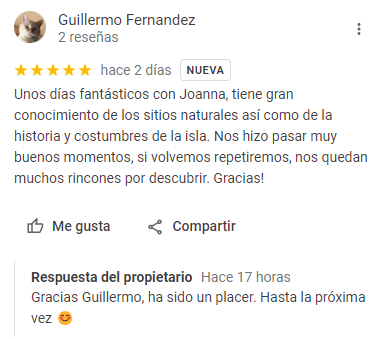 Guillermo Fernandez
2 reseñas
hace 2 días NUEVA
Unos días fantásticos con Joanna, tiene gran
conocimiento de los sitios naturales así como de la
historia y costumbres de la isla. Nos hizo pasar muy
buenos momentos, si volvemos repetiremos, nos quedan
muchos rincones por descubrir. Gracias!
Me gusta Compartir
Respuesta del propietario Hace 17 horas
Gracias Guillermo, ha sido un placer. Hasta la próxima
vez 😊